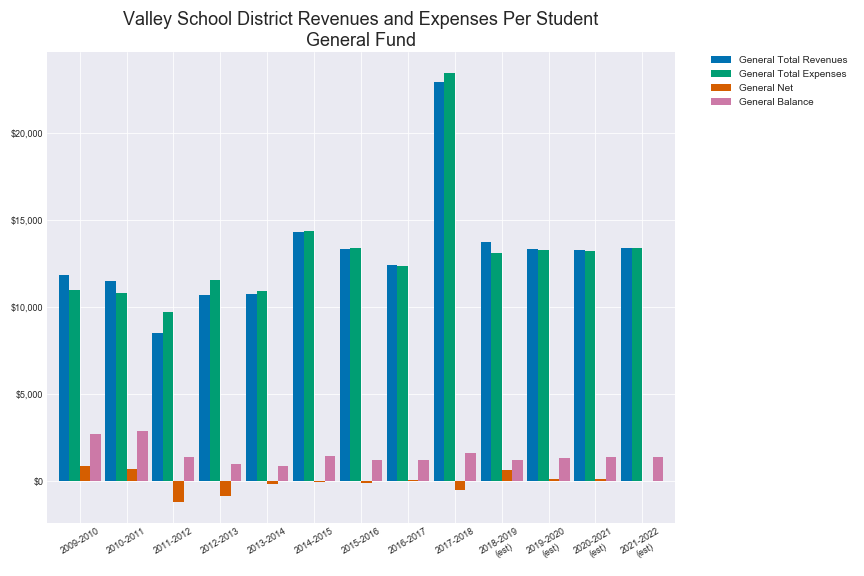 Valley School District Revenues and Expenses Per Student
General Fund
General Total Revenues
General Total Expenses
General Net
General Balance
$20,000
$15,000
$10,000
$5,000
$0
2009-2010
2010-2011
2011-2012
2012-2013
2013-2014
2014-2015
2015-2016
2016-2017
2017-2018
2018-2019
(est)
2019-2020
(est)
2020-2021
(est)
2021-2022
(est)